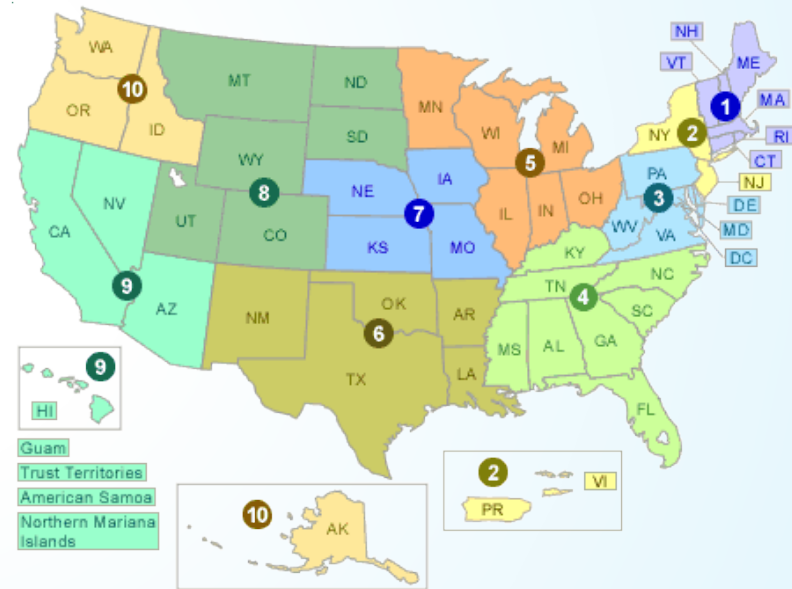 NH
WA
VT
ME
MT
ND
10
MN
MA
OR
ID
WI
MI
NY
2
1
RI
SD
CT
WY
5
PA
NJ
8
NE
IA
3
DE
NV
IL
IN
OH
WV
MD
CA
UT
CO
7
VA
KS
MO
DC
KY
NC
9
TN
AZ
OK
4
NM
AR
SC
6
MS
AL
GA
TX
LA
9
FL
HI
Guam
Trust Territories
2
VI
American Samoa
10
PR
Northern Mariana
Islands
AK